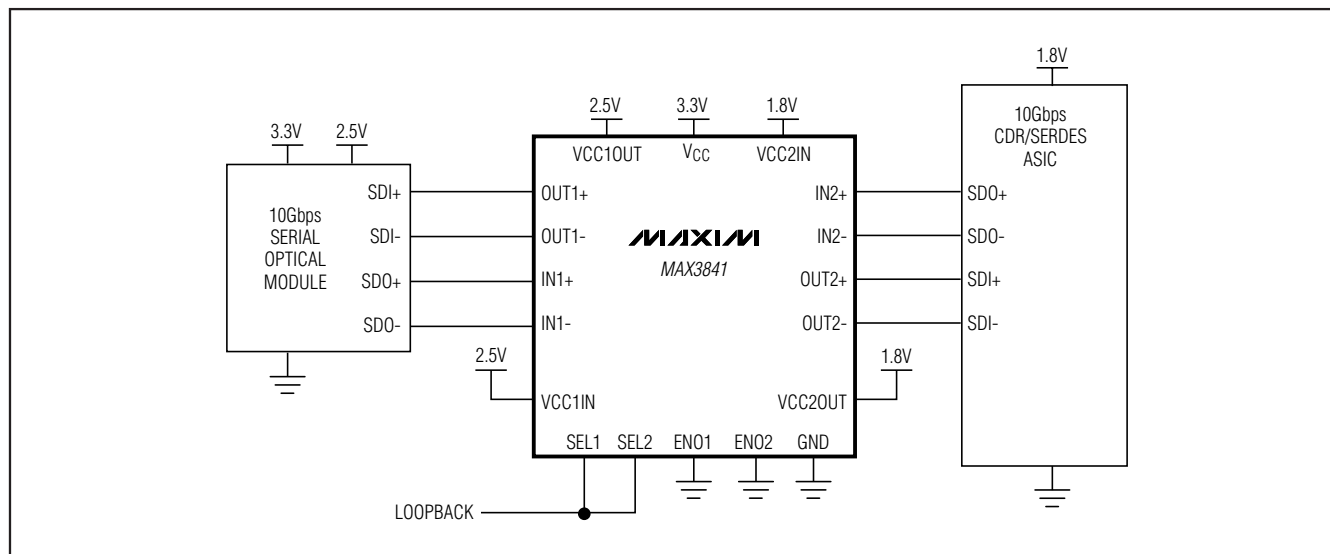 1.8V
2.5V
3.3V
1.8V
10Gbps
CDR/SERDES
ASIC
3.3V
2.5V
VCC1OUT
VCC
VCC2IN
SDI+
OUT1+
IN2+
SDO+
10Gbps
SERIAL
OPTICAL
MODULE
SDI-
OUT1-
MAXIM
IN2-
SDO-
MAX3841
SDO+
IN1+
OUT2+
SDI+
SDO-
IN1-
OUT2-
SDI-
2.5V
1.8V
VCC1IN
VCC2OUT
SEL1
SEL2
ENO1
ENO2
GND
LOOPBACK